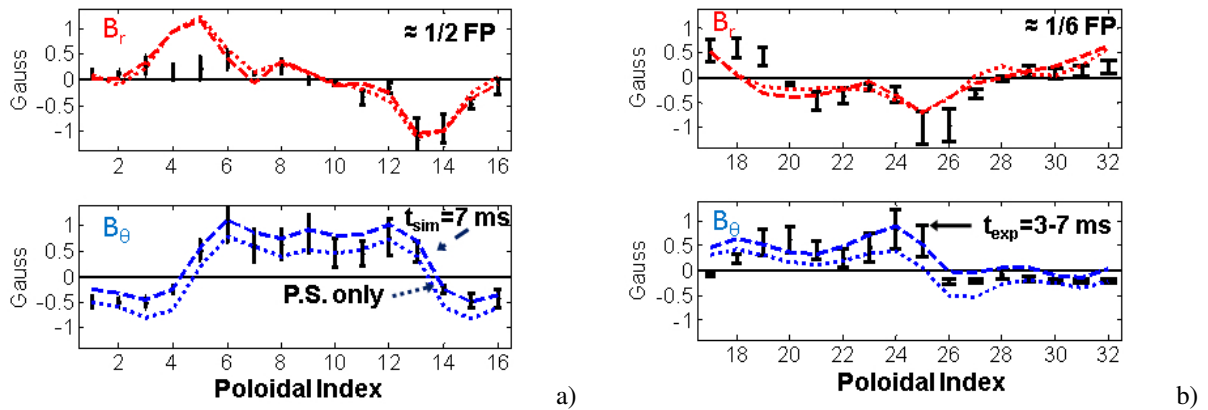 B_r
≈ 1/2 FP
Gauss
1
0.5
0
-0.5
-1
2 4 6 8 10 12 14 16
B_θ
t_sim=7 ms
P.S. only
Gauss
1
0.5
0
-0.5
-1
2 4 6 8 10 12 14 16
Poloidal Index
a)
B_r
≈ 1/6 FP
Gauss
1
0.5
0
-0.5
-1
18 20 22 24 26 28 30 32
B_θ
t_exp=3-7 ms
Gauss
1
0.5
0
-0.5
-1
18 20 22 24 26 28 30 32
Poloidal Index
b)